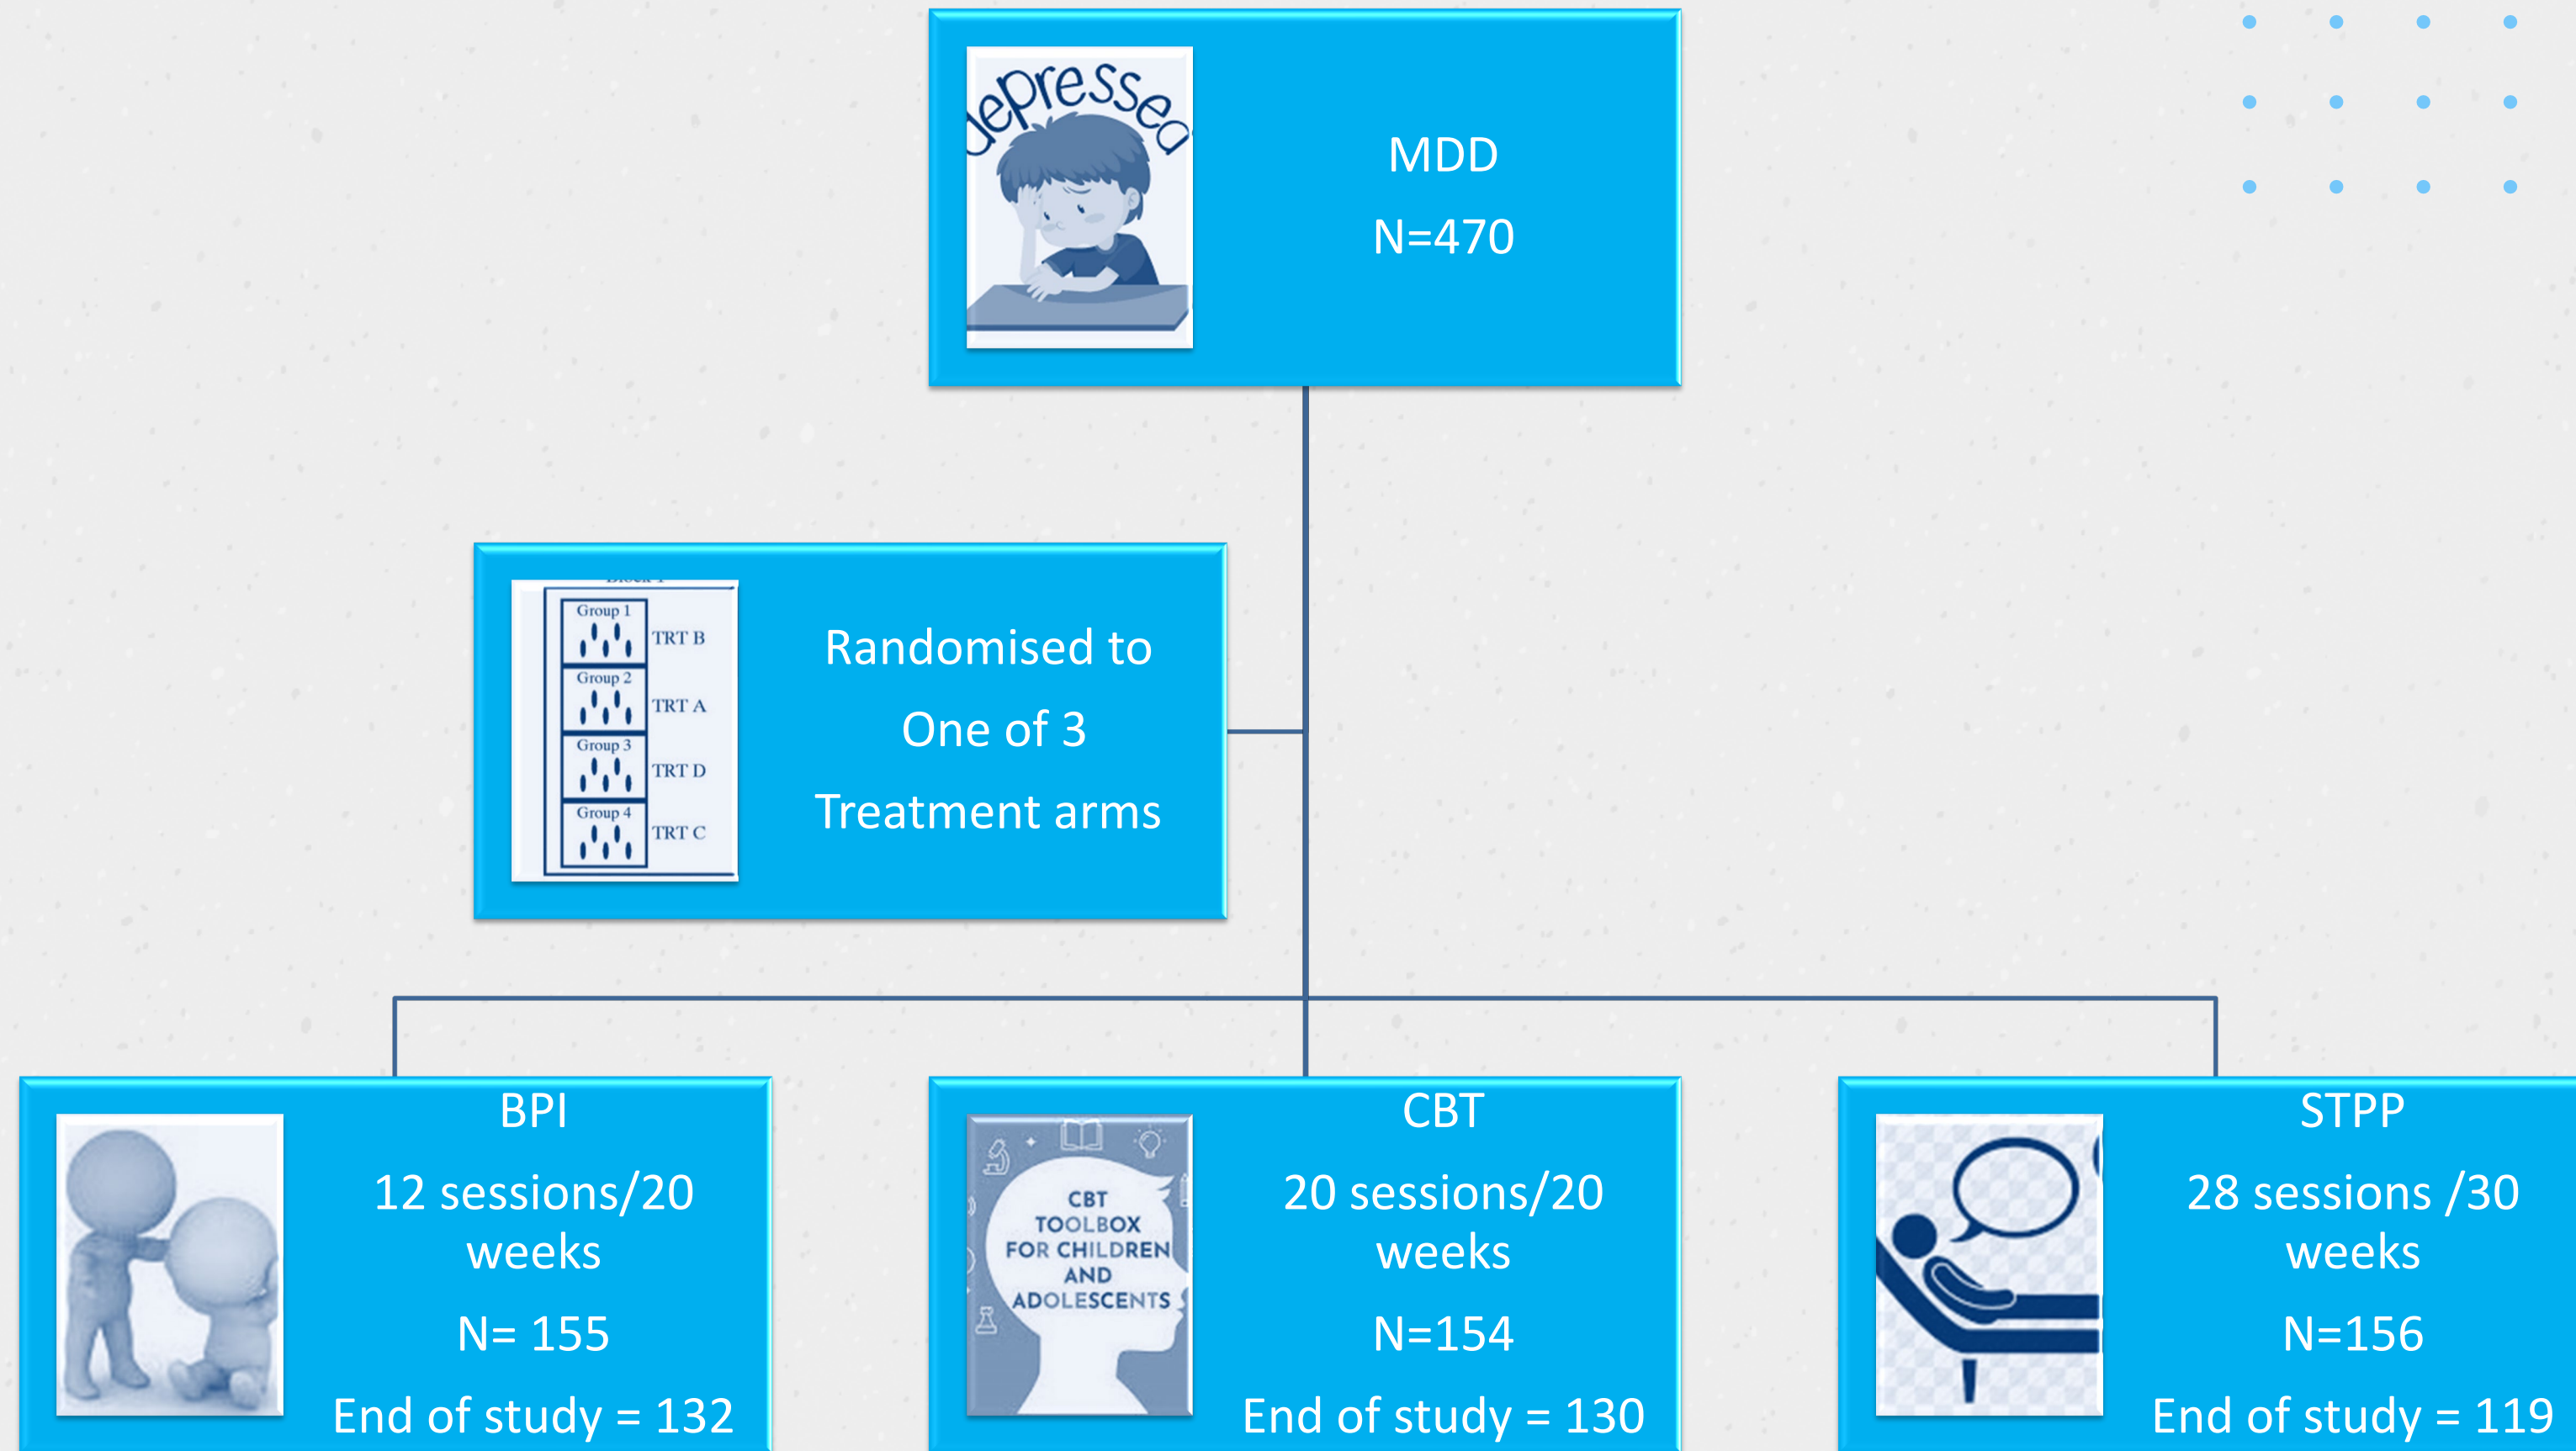 depressed
MDD
N=470
Group 1
TRT B
Group 2
TRT A
Group 3
TRT D
Group 4
TRT C
Randomised to
One of 3
Treatment arms
BPI
12 sessions/20
weeks
N= 155
End of study = 132
CBT
TOOLBOX
FOR CHILDREN
AND
ADOLESCENTS
CBT
20 sessions/20
weeks
N=154
End of study = 130
STPP
28 sessions /30
weeks
N=156
End of study = 119